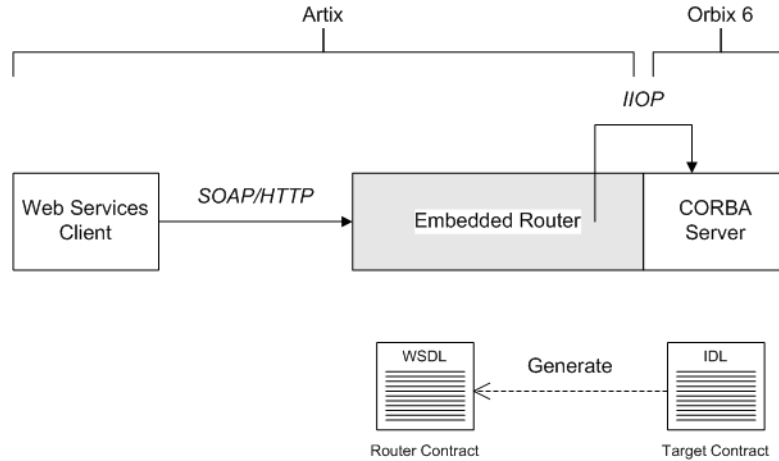 Artix
Orbix 6
IIOP
SOAP/HTTP
Web Services
Client
Embedded Router
CORBA
Server
WSDL
Generate
IDL
Router Contract
Target Contract